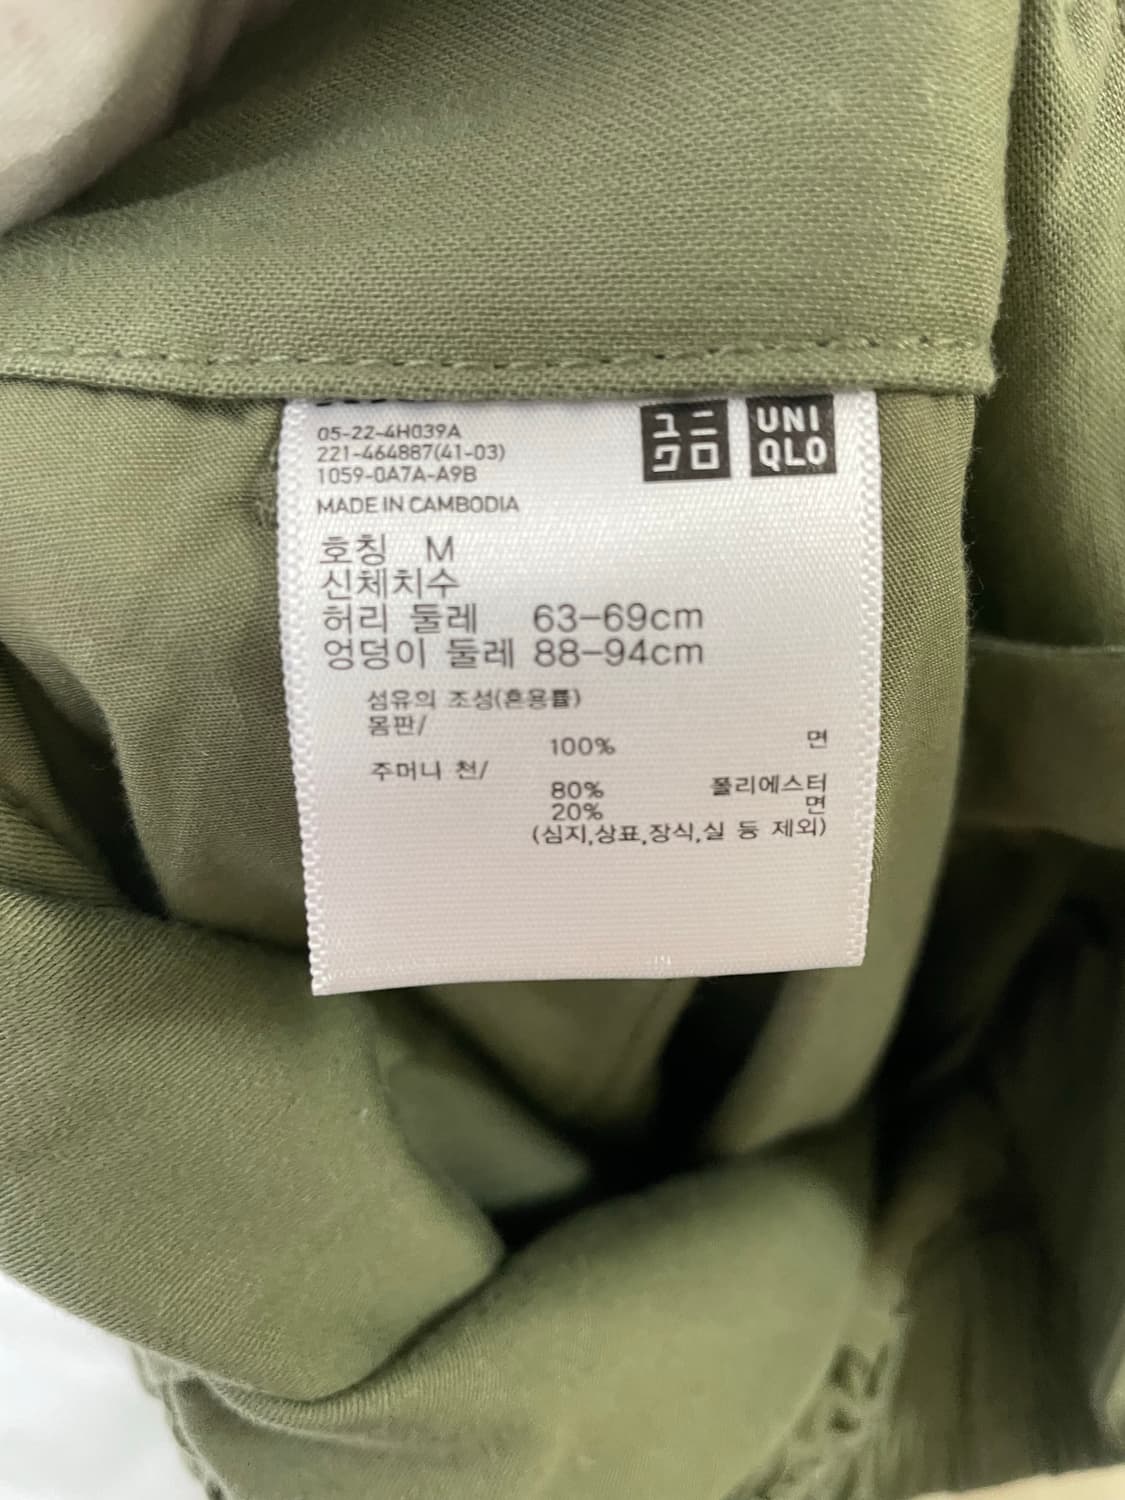 05-22-4H039A
221-464887(41-03)
1059-0A7A-A9B
MADE IN CAMBODIA
ユニ
クロ
UNI
QLO
호칭 M
신체치수
허리 둘레 63-69cm
엉덩이 둘레 88-94cm
섬유의 조성(혼용률)
몸판/
100% 면
주머니 천/
80% 폴리에스터
20% 면
(심지,상표,장식,실 등 제외)